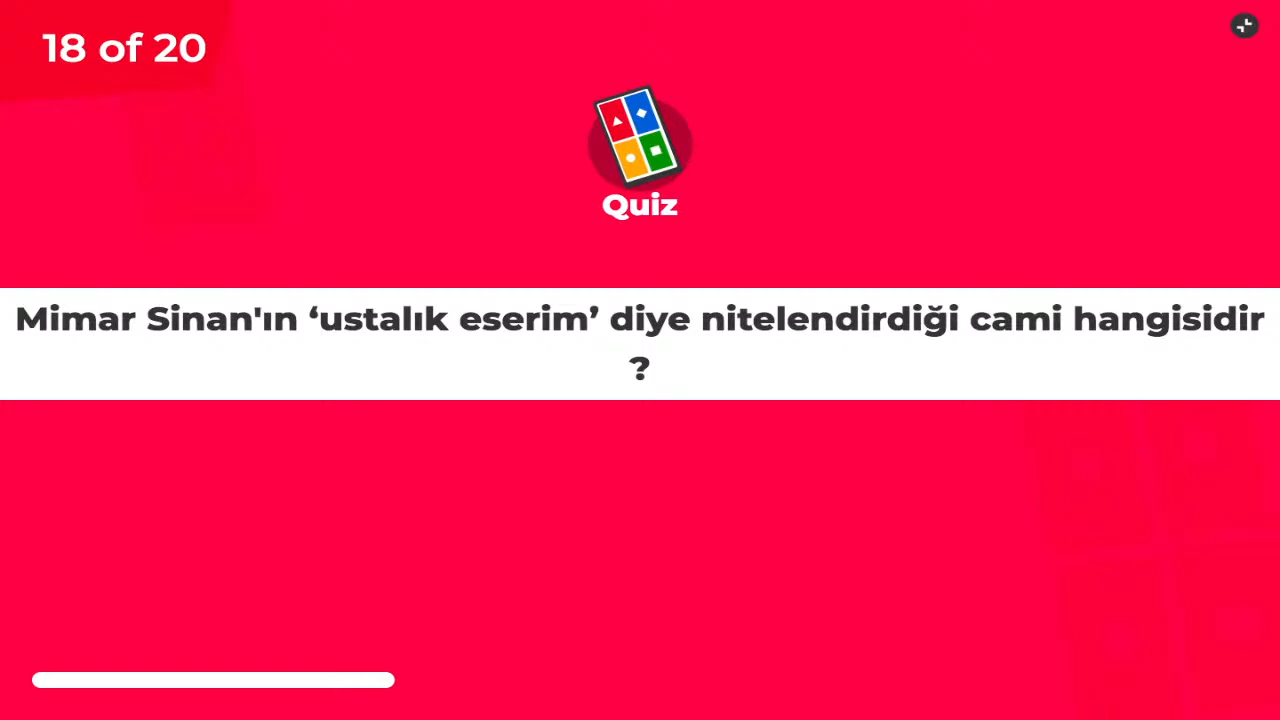 18 of 20
Quiz
Mimar Sinan'ın ‘ustalık eserim’ diye nitelendirdiği cami hangisidir
?